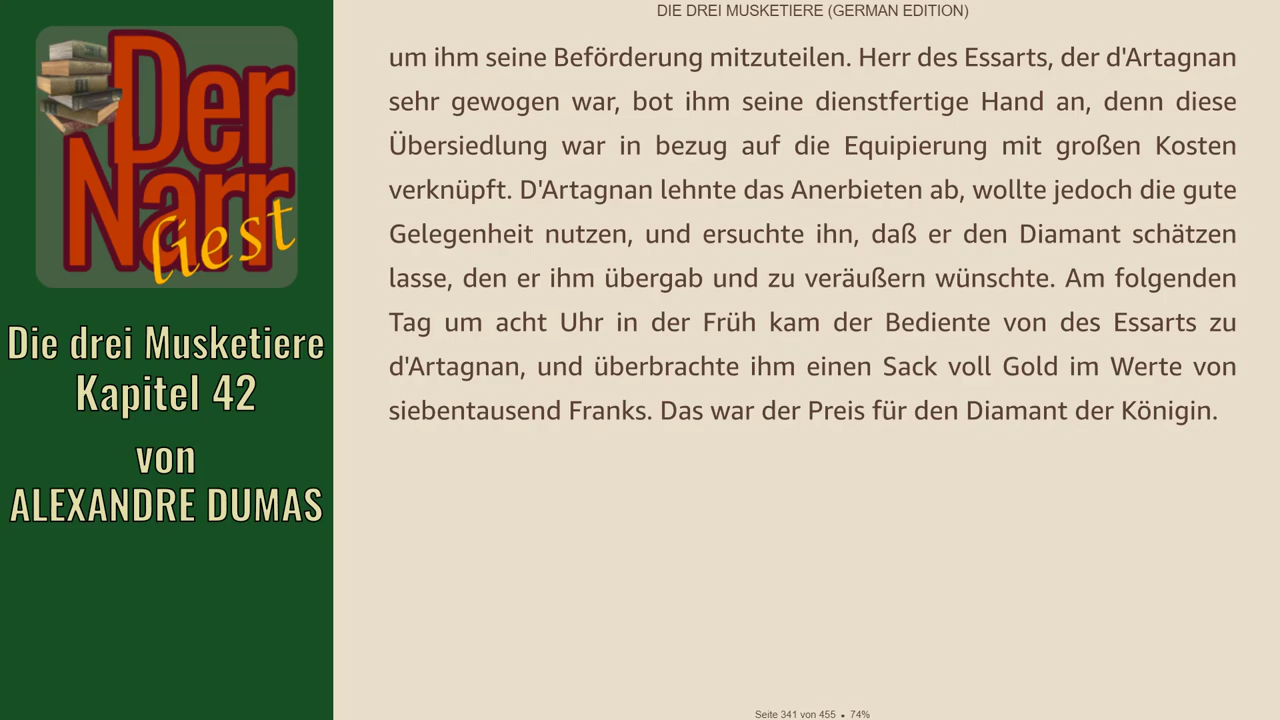 Der
Narr
liest
Die drei Musketiere
Kapitel 42
von
ALEXANDRE DUMAS
DIE DREI MUSKETIERE (GERMAN EDITION)
um ihm seine Beförderung mitzuteilen. Herr des Essarts, der d'Artagnan
sehr gewogen war, bot ihm seine dienstfertige Hand an, denn diese
Übersiedlung war in bezug auf die Equipierung mit großen Kosten
verknüpft. D'Artagnan lehnte das Anerbieten ab, wollte jedoch die gute
Gelegenheit nutzen, und ersuchte ihn, daß er den Diamant schätzen
lasse, den er ihm übergab und zu veräußern wünschte. Am folgenden
Tag um acht Uhr in der Früh kam der Bediente von des Essarts zu
d'Artagnan, und überbrachte ihm einen Sack voll Gold im Werte von
siebentausend Franks. Das war der Preis für den Diamant der Königin.
Seite 341 von 455 • 74%